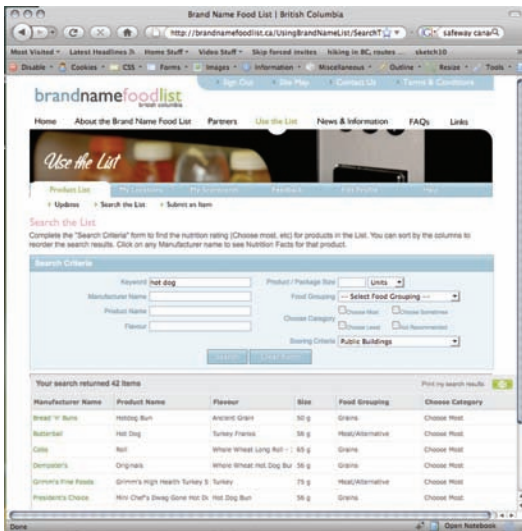 Brand Name Food List | British Columbia
http://brandnamefoodlist.ca/UsingBrandNameList/SearchT
safeway cana
Most Visited Latest Headlines Home Stuff Video Stuff Skip forced invites hiking in BC, routes ... sketch10
Disable Cookies CSS Forms Images Information Miscellaneous Outline Resize Tools
Sign Out Site Map Contact Us Terms & Conditions
brandnamefoodlist
british columbia
Home About the Brand Name Food List Partners Use the List News & Information FAQs Links
Use the List
Product List My Locations My Scorecard Feedback Edit Profile Help
Updates Search the List Submit an Item
Search the List
Complete the "Search Criteria" form to find the nutrition rating (Choose most, etc) for products in the List. You can sort by the columns to
reorder the search results. Click on any Manufacturer name to see Nutrition Facts for that product.
Search Criteria
Keyword hot dog Product / Package Size Units
Manufacturer Name Food Grouping -- Select Food Grouping --
Product Name Choose Category Choose Most Choose Sometimes
Flavour Choose Least Not Recommended
Scoring Criteria Public Buildings
Search Clear Form
Your search returned 42 items Print my search results
Manufacturer Name Product Name Flavour Size Food Grouping Choose Category
Bread 'n' Buns Hotdog Bun Ancient Grain 50 g Grains Choose Most
Butterball Hot Dog Turkey Franks 56 g Meat/Alternative Choose Most
Cobs Roll Whole Wheat Long Roll - 65 g Grains Choose Most
Dempster's Originals Whole Wheat Hot Dog Bu 56 g Grains Choose Most
Grimm's Fine Foods Grimm's High Health Turkey S Turkey 75 g Meat/Alternative Choose Most
President's Choice Mini Chef's Dwag Gone Hot Dog Bun 56 g Grains Choose Most
Done Open Notebook